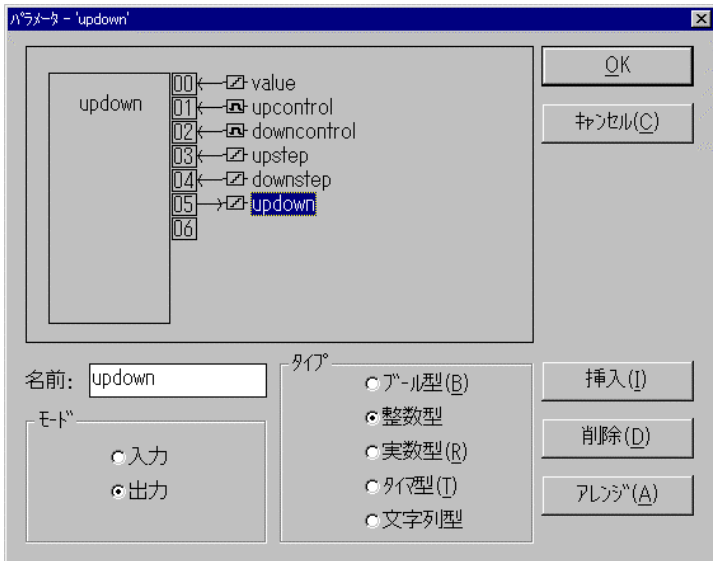 ﾊﾟﾗﾒｰﾀ - 'updown'
updown
00 value
01 upcontrol
02 downcontrol
03 upstep
04 downstep
05 updown
06
OK
ｷｬﾝｾﾙ(C)
名前: updown
ﾓｰﾄﾞ
入力
出力
ﾀｲﾌﾟ
ﾌﾞｰﾙ型(B)
整数型
実数型(R)
ﾀｲﾏ型(T)
文字列型
挿入(I)
削除(D)
ｱﾚﾝｼﾞ(A)